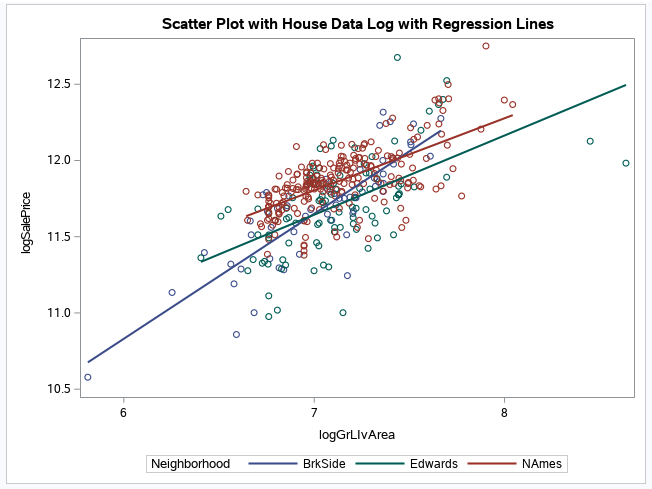 Scatter Plot with House Data Log with Regression Lines
12.5
12.0
11.5
11.0
10.5
logSalePrice
6 7 8
logGrLIvArea
Neighborhood BrkSide Edwards NAmes